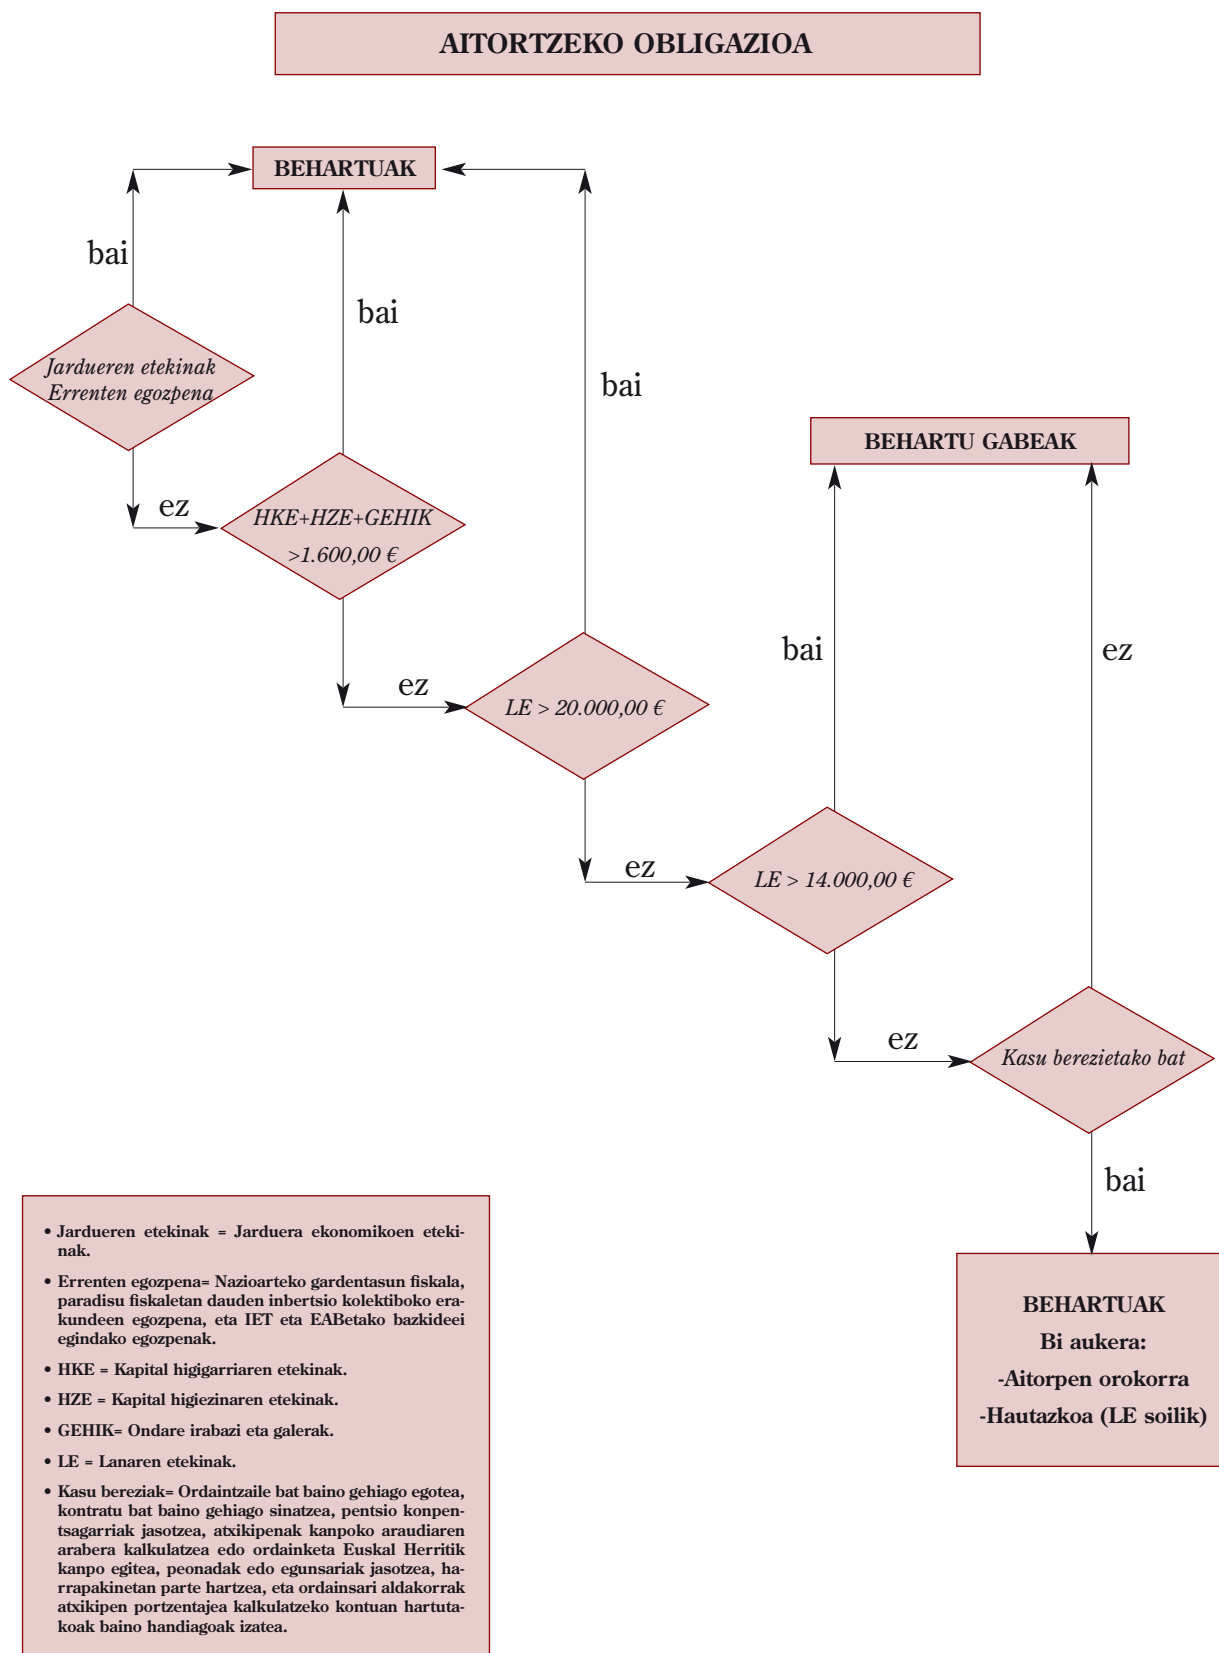 AITORTZEKO OBLIGAZIOA
BEHARTUAK
bai
bai
bai
Jardueren etekinak
Errenten egozpena
BEHARTU GABEAK
ez
HKE+HZE+GEHIK
>1.600,00 €
bai
ez
ez
LE > 20.000,00 €
ez
LE > 14.000,00 €
ez
Kasu berezietako bat
bai
BEHARTUAK
Bi aukera:
-Aitorpen orokorra
-Hautazkoa (LE soilik)
• Jardueren etekinak = Jarduera ekonomikoen eteki-
nak.
• Errenten egozpena= Nazioarteko gardentasun fiskala,
paradisu fiskaletan dauden inbertsio kolektiboko era-
kundeen egozpena, eta IET eta EABetako bazkideei
egindako egozpenak.
• HKE = Kapital higigarriaren etekinak.
• HZE = Kapital higiezinaren etekinak.
• GEHIK= Ondare irabazi eta galerak.
• LE = Lanaren etekinak.
• Kasu bereziak= Ordaintzaile bat baino gehiago egotea,
kontratu bat baino gehiago sinatzea, pentsio konpen-
tsagarriak jasotzea, atxikipenak kanpoko araudiaren
arabera kalkulatzea edo ordainketa Euskal Herritik
kanpo egitea, peonadak edo egunsariak jasotzea, ha-
rrapakinetan parte hartzea, eta ordainsari aldakorrak
atxikipen portzentajea kalkulatzeko kontuan hartuta-
koak baino handiagoak izatea.